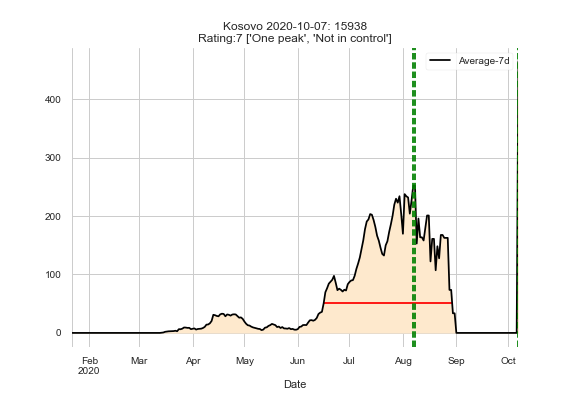 Kosovo 2020-10-07: 15938
Rating:7 ['One peak', 'Not in control']
Average-7d
400
300
200
100
0
Feb
2020
Mar
Apr
May
Jun
Jul
Aug
Sep
Oct
Date